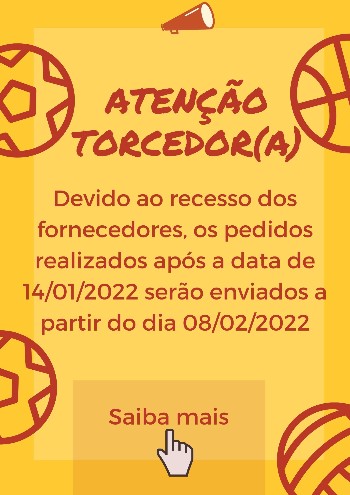 ATENÇÃO
TORCEDOR(A)
Devido ao recesso dos
fornecedores, os pedidos
realizados após a data de
14/01/2022 serão enviados a
partir do dia 08/02/2022
Saiba mais